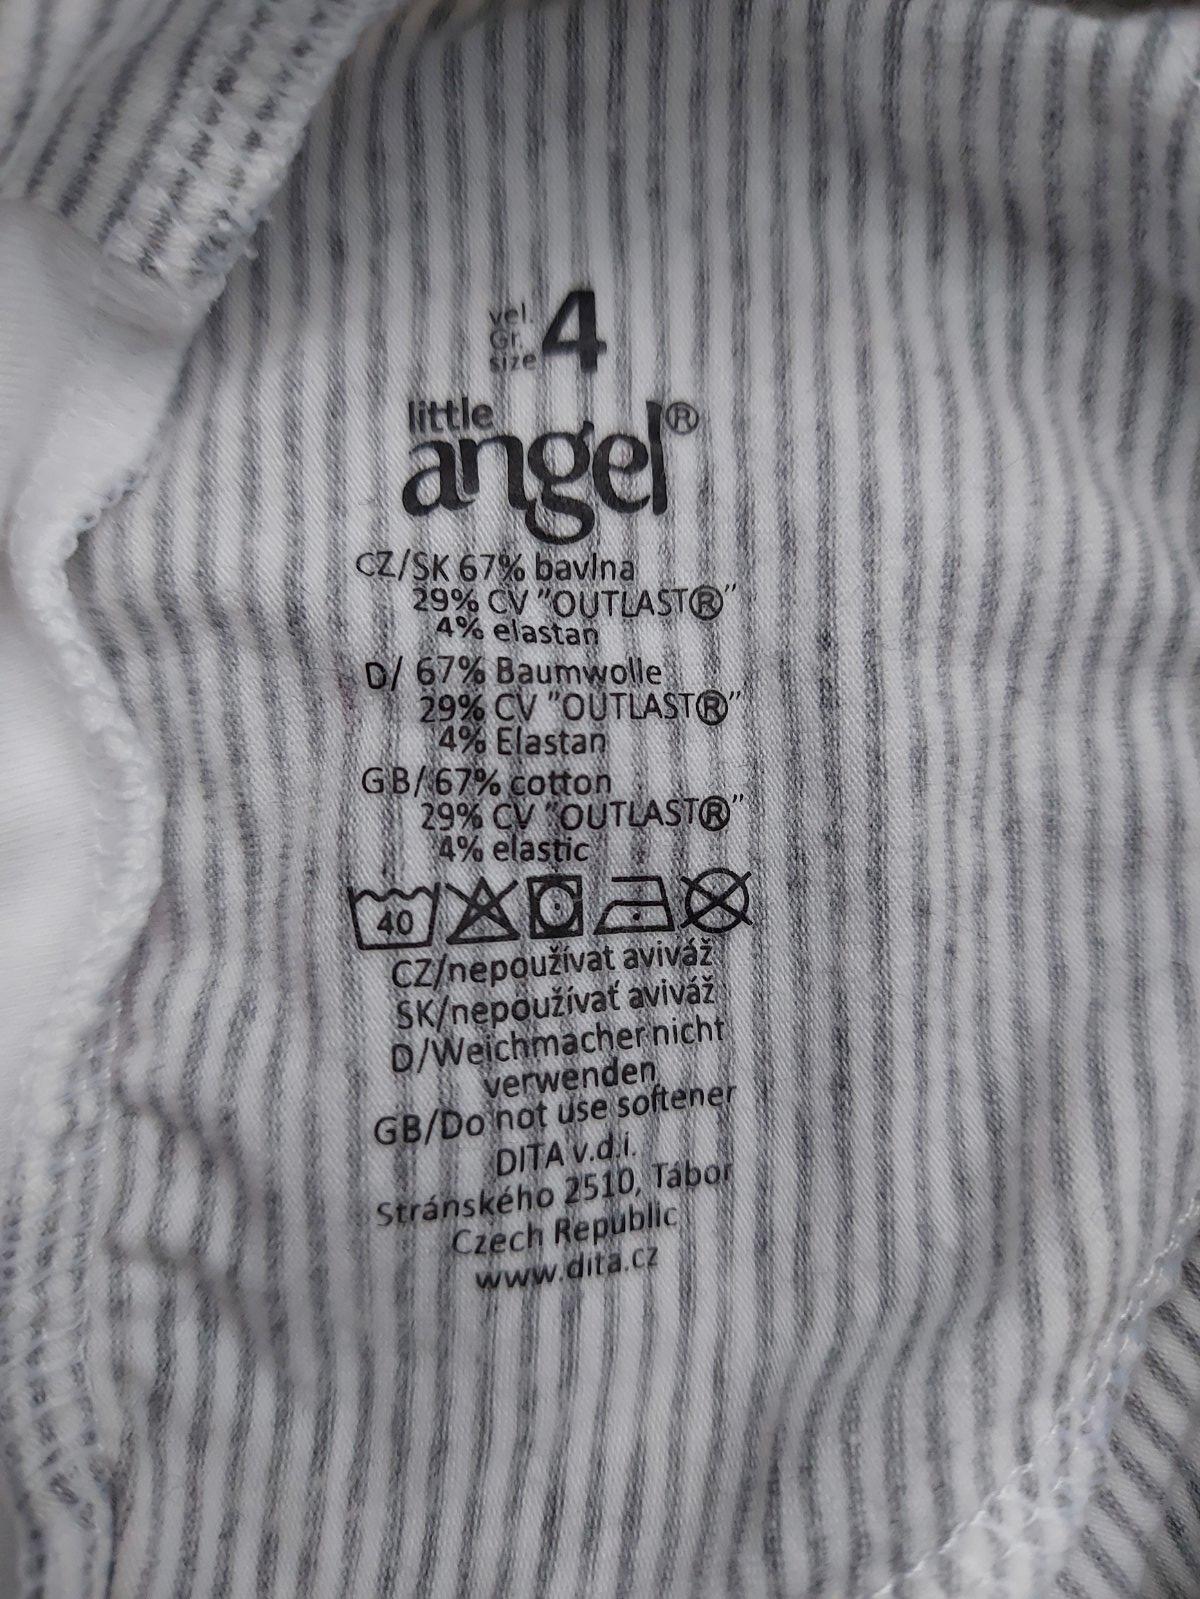 vel.
Gr.
size 4
little
angel®
CZ/SK 67% bavlna
29% CV "OUTLAST®"
4% elastan
D/ 67% Baumwolle
29% CV "OUTLAST®"
4% Elastan
GB/ 67% cotton
29% CV "OUTLAST®"
4% elastic
40
CZ/nepoužívat aviváž
SK/nepoužívať aviváž
D/Weichmacher nicht
verwenden
GB/Do not use softener
DITA v.d.i.
Stránského 2510, Tábor
Czech Republic
www.dita.cz